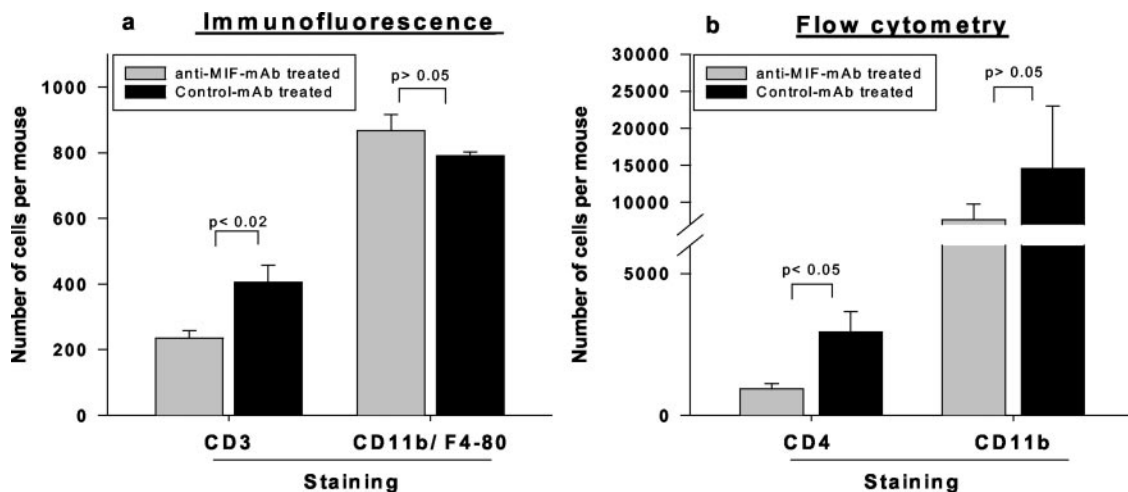 a Immunofluorescence
anti-MIF-mAb treated
Control-mAb treated
p> 0.05
p< 0.02
Number of cells per mouse
1000
800
600
400
200
0
CD3 CD11b/ F4-80
Staining
b Flow cytometry
anti-MIF-mAb treated
Control-mAb treated
p> 0.05
p< 0.05
Number of cells per mouse
30000
25000
20000
15000
10000
5000
0
CD4 CD11b
Staining